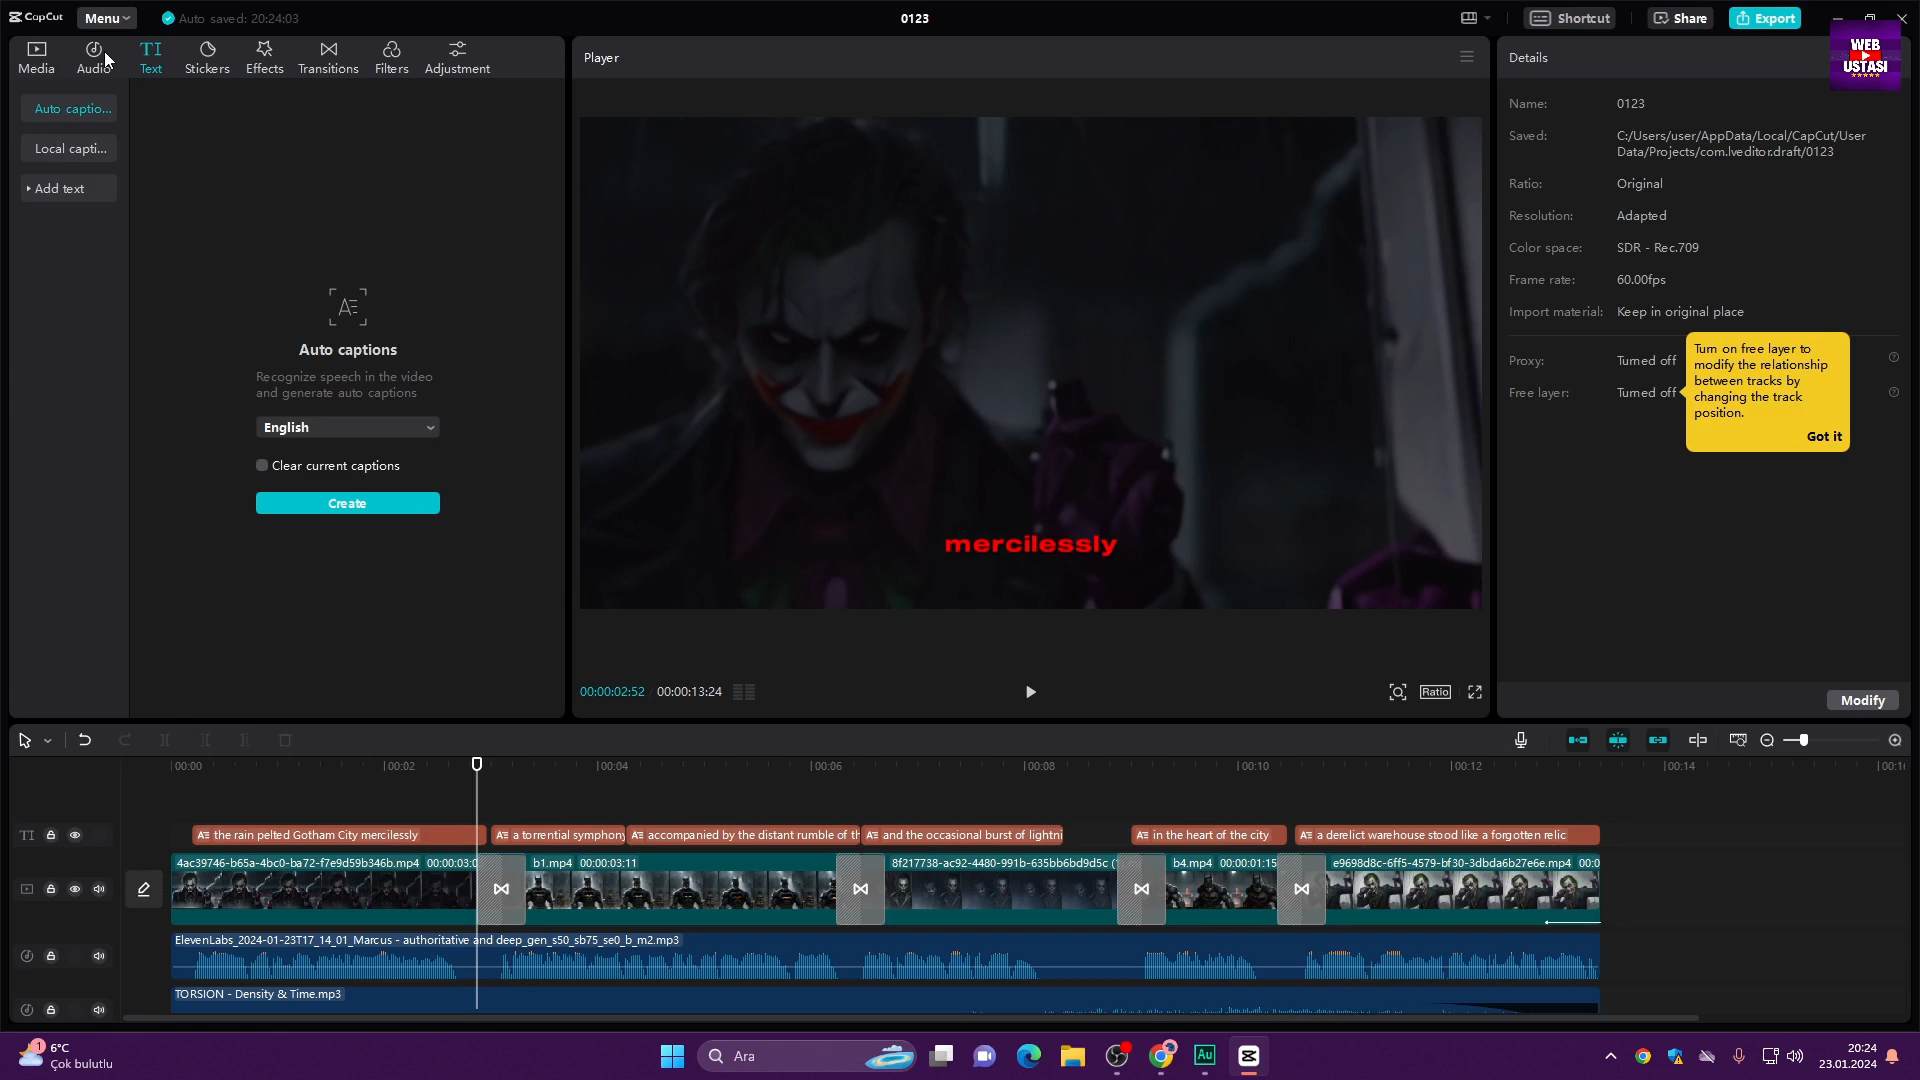 CapCut
Menu
Auto saved: 20:24:03
0123
Shortcut
Share
Export
WEB
USTASI
Media
Audio
TI
Text
Stickers
Effects
Transitions
Filters
Adjustment
Auto captio...
Local capti...
Add text
Auto captions
Recognize speech in the video
and generate auto captions
English
Clear current captions
Create
Player
mercilessly
00:00:02:52
00:00:13:24
Ratio
Details
Name:
0123
Saved:
C:/Users/user/AppData/Local/CapCut/User
Data/Projects/com.lveditor.draft/0123
Ratio:
Original
Resolution:
Adapted
Color space:
SDR - Rec.709
Frame rate:
60.00fps
Import material:
Keep in original place
Proxy:
Turned off
Free layer:
Turned off
Turn on free layer to
modify the relationship
between tracks by
changing the track
position.
Got it
Modify
00:00
00:02
00:04
00:06
00:08
00:10
00:12
00:14
00:16
the rain pelted Gotham City mercilessly
a torrential symphony
accompanied by the distant rumble of th
and the occasional burst of lightni
in the heart of the city
a derelict warehouse stood like a forgotten relic
4ac39746-b65a-4bc0-ba72-f7e9d59b346b.mp4 00:00:03:0
b1.mp4 00:00:03:11
8f217738-ac92-4480-991b-635bb6bd9d5c (
b4.mp4 00:00:01:15
e9698d8c-6ff5-4579-bf30-3dbda6b27e6e.mp4 00:0
ElevenLabs_2024-01-23T17_14_01_Marcus - authoritative and deep_gen_s50_sb75_se0_b_m2.mp3
TORSION - Density & Time.mp3
1
6°C
Çok bulutlu
Ara
Au
20:24
23.01.2024